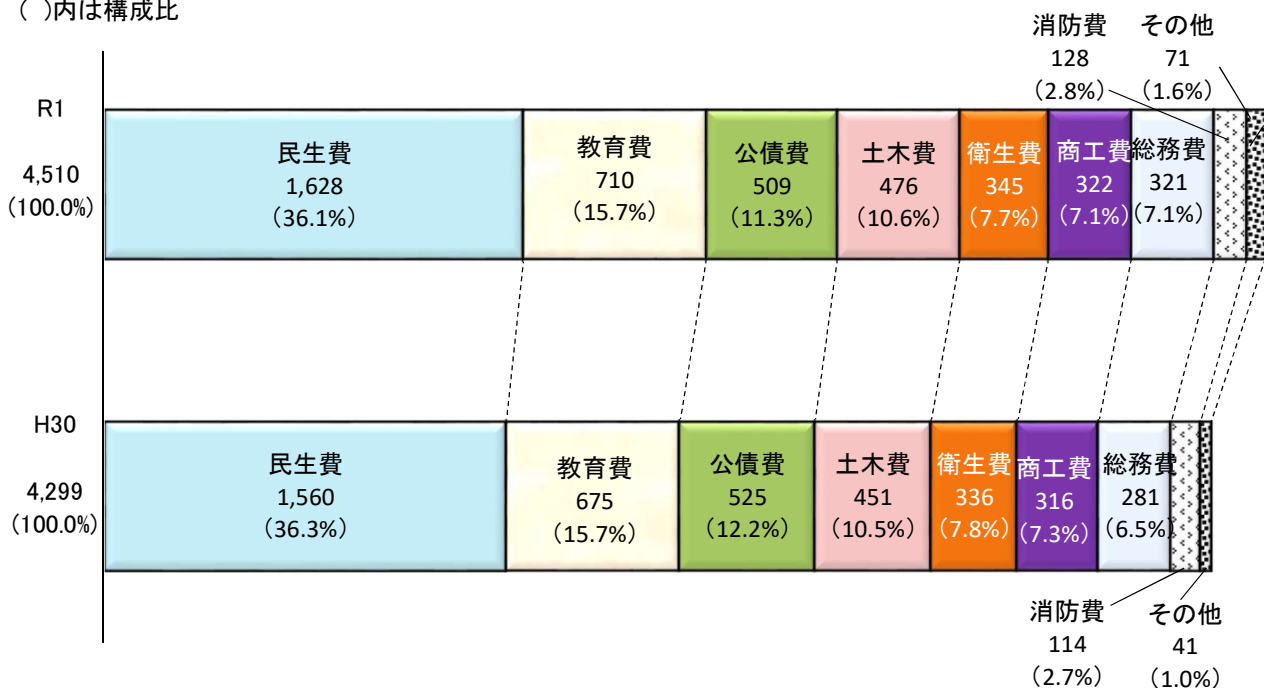 ( )内は構成比
消防費
128
(2.8%)
その他
71
(1.6%)
R1
4,510
(100.0%)
民生費
1,628
(36.1%)
教育費
710
(15.7%)
公債費
509
(11.3%)
土木費
476
(10.6%)
衛生費
345
(7.7%)
商工費
322
(7.1%)
総務費
321
(7.1%)
H30
4,299
(100.0%)
民生費
1,560
(36.3%)
教育費
675
(15.7%)
公債費
525
(12.2%)
土木費
451
(10.5%)
衛生費
336
(7.8%)
商工費
316
(7.3%)
総務費
281
(6.5%)
消防費
114
(2.7%)
その他
41
(1.0%)